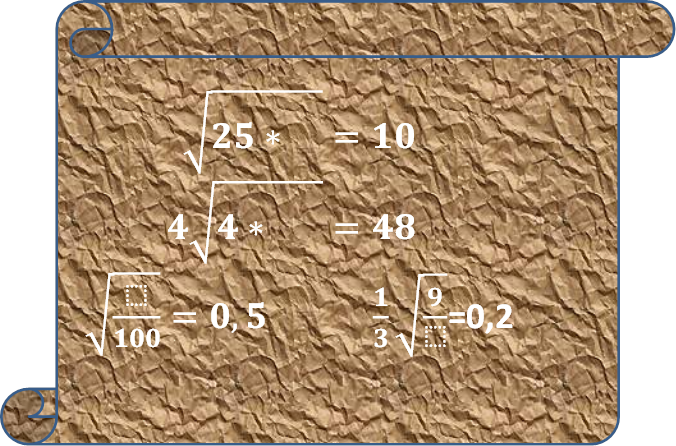 √25 * = 10
4√4 * = 48
√□/100 = 0,5
1/3 √9/□=0,2